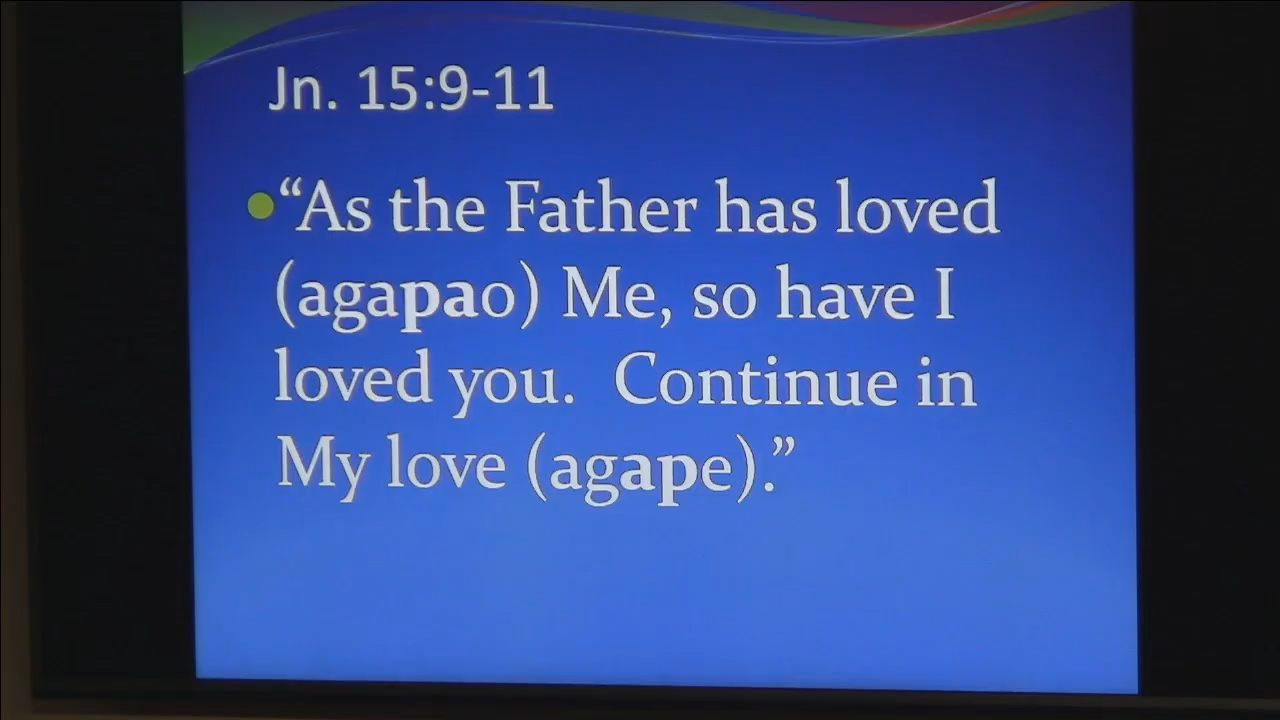 Jn. 15:9-11
“As the Father has loved
(agapao) Me, so have I
loved you.  Continue in
My love (agape).”